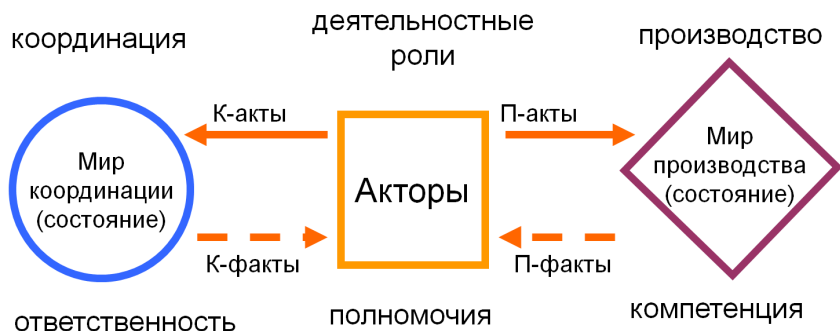 координация
деятельностные
роли
производство
К-акты
П-акты
Мир
координации
(состояние)
Акторы
Мир
производства
(состояние)
К-факты
П-факты
ответственность
полномочия
компетенция